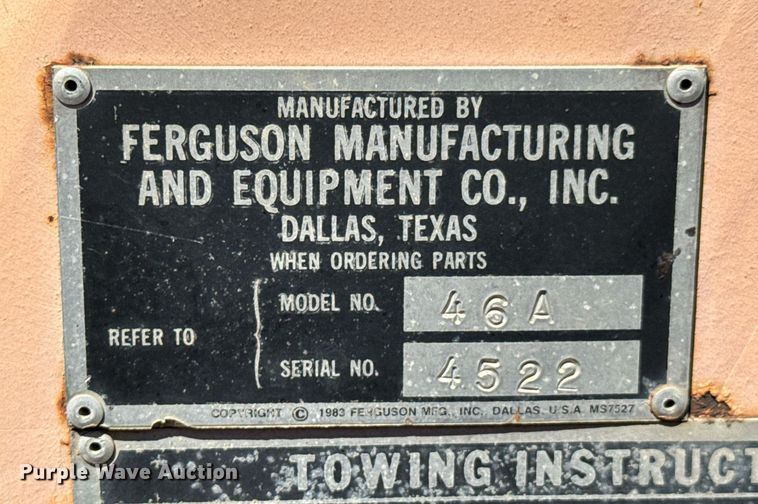 MANUFACTURED BY
FERGUSON MANUFACTURING
AND EQUIPMENT CO., INC.
DALLAS, TEXAS
WHEN ORDERING PARTS
REFER TO
MODEL NO. 46A
SERIAL NO. 4522
COPYRIGHT © 1983 FERGUSON MFG., INC. DALLAS, U.S.A. MS7527
TOWING INSTRUCT
Purple Wave Auction